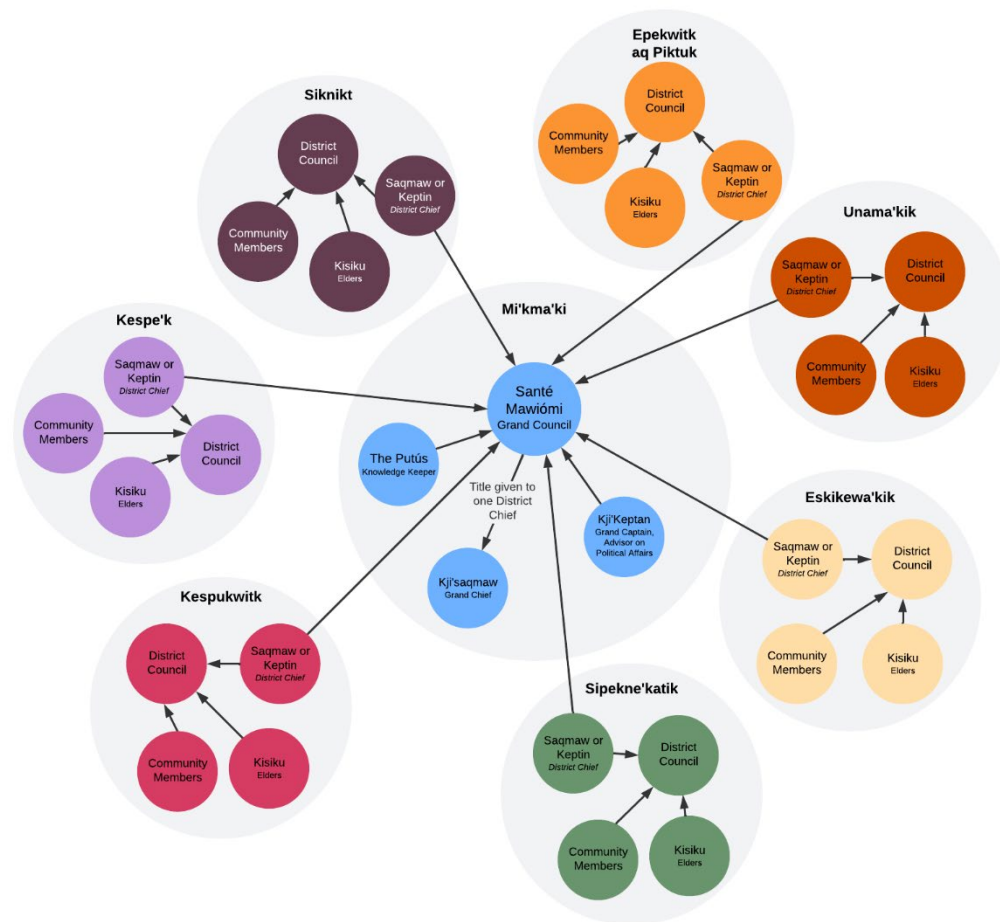 Epekwitk
aq Piktuk
District
Council
Community
Members
Saqmaw or
Keptin
District Chief
Kisiku
Elders
Siknikt
District
Council
Saqmaw or
Keptin
District Chief
Community
Members
Kisiku
Elders
Unama'kik
Saqmaw or
Keptin
District Chief
District
Council
Community
Members
Kisiku
Elders
Kespe'k
Saqmaw or
Keptin
District Chief
Community
Members
District
Council
Kisiku
Elders
Mi'kma'ki
Santé
Mawiómi
Grand Council
The Putús
Knowledge Keeper
Title given to
one District
Chief
Kji'Keptan
Grand Captain,
Advisor on
Political Affairs
Kji'saqmaw
Grand Chief
Eskikewa'kik
Saqmaw or
Keptin
District Chief
District
Council
Community
Members
Kisiku
Elders
Kespukwitk
District
Council
Saqmaw or
Keptin
District Chief
Community
Members
Kisiku
Elders
Sipekne'katik
Saqmaw or
Keptin
District Chief
District
Council
Community
Members
Kisiku
Elders